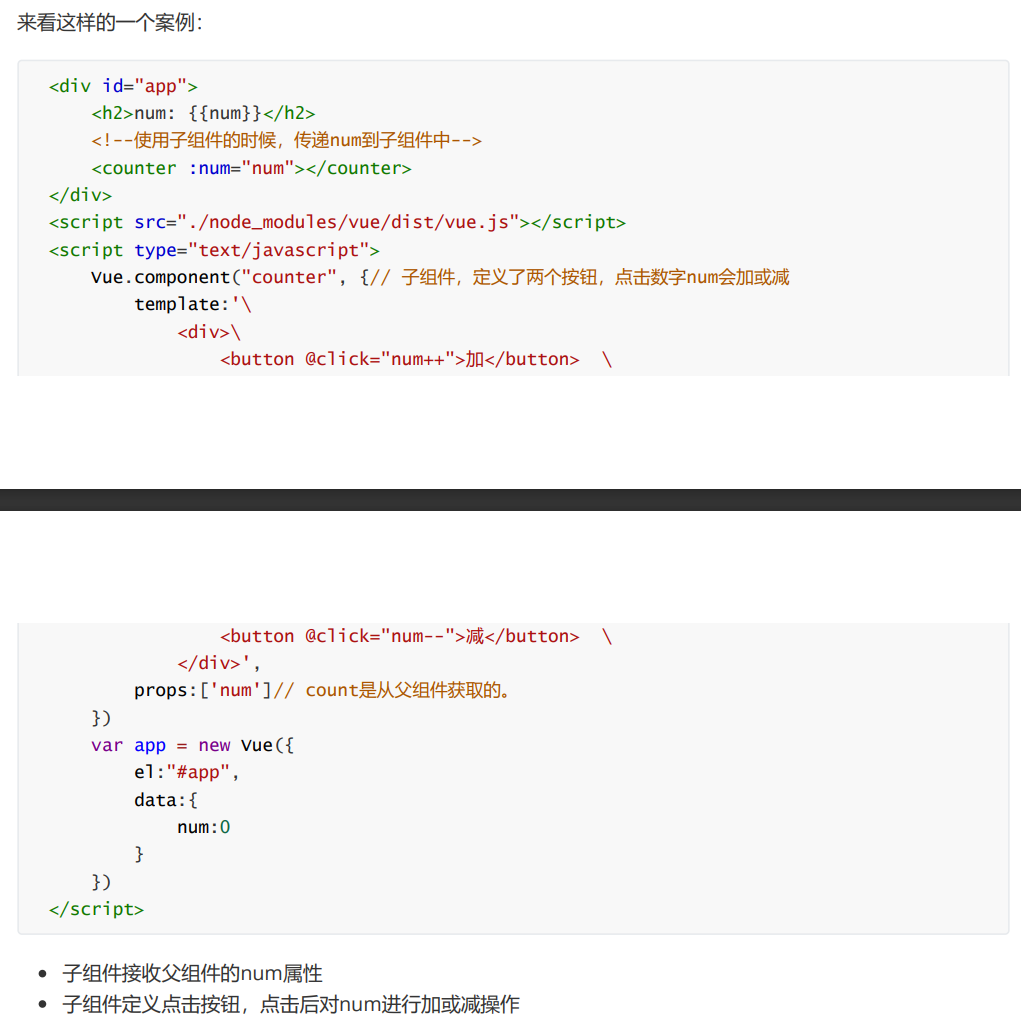 来看这样的一个案例：
<div id="app">
    <h2>num: {{num}}</h2>
    <!--使用子组件的时候，传递num到子组件中-->
    <counter :num="num"></counter>
</div>
<script src="./node_modules/vue/dist/vue.js"></script>
<script type="text/javascript">
    Vue.component("counter", {// 子组件，定义了两个按钮，点击数字num会加或减
        template:'\
            <div>\
                <button @click="num++">加</button>  \
                <button @click="num--">减</button>  \
            </div>',
        props:['num']// count是从父组件获取的。
    })
    var app = new Vue({
        el:"#app",
        data:{
            num:0
        }
    })
</script>
• 子组件接收父组件的num属性
• 子组件定义点击按钮，点击后对num进行加或减操作